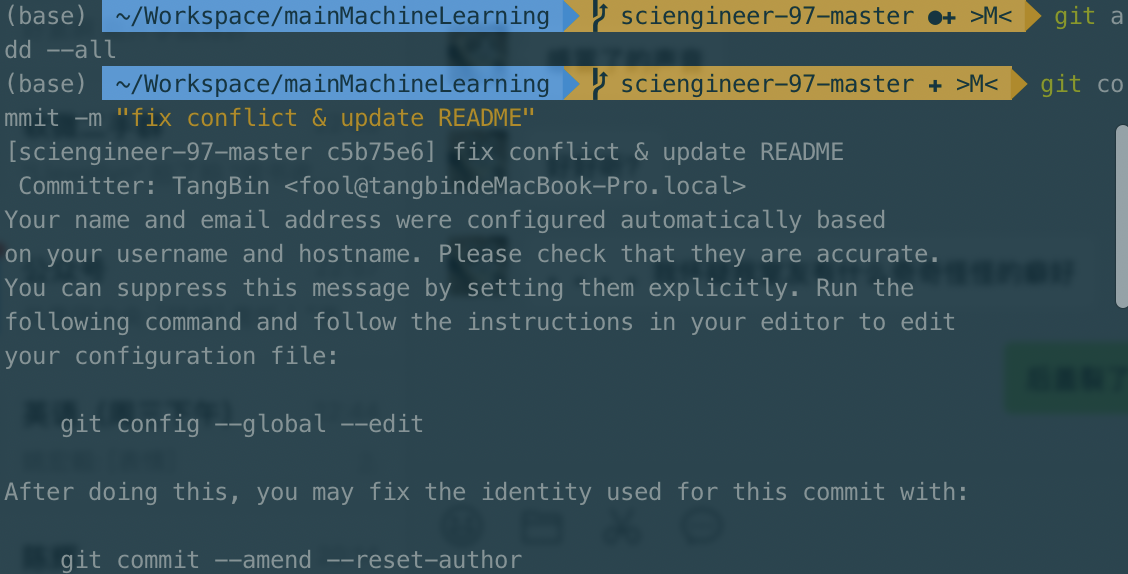 (base) ~/Workspace/mainMachineLearning sciengineer-97-master ●✚ >M< git a
dd --all
(base) ~/Workspace/mainMachineLearning sciengineer-97-master ✚ >M< git co
mmit -m "fix conflict & update README"
[sciengineer-97-master c5b75e6] fix conflict & update README
 Committer: TangBin <fool@tangbindeMacBook-Pro.local>
Your name and email address were configured automatically based
on your username and hostname. Please check that they are accurate.
You can suppress this message by setting them explicitly. Run the
following command and follow the instructions in your editor to edit
your configuration file:
    git config --global --edit
After doing this, you may fix the identity used for this commit with:
    git commit --amend --reset-author